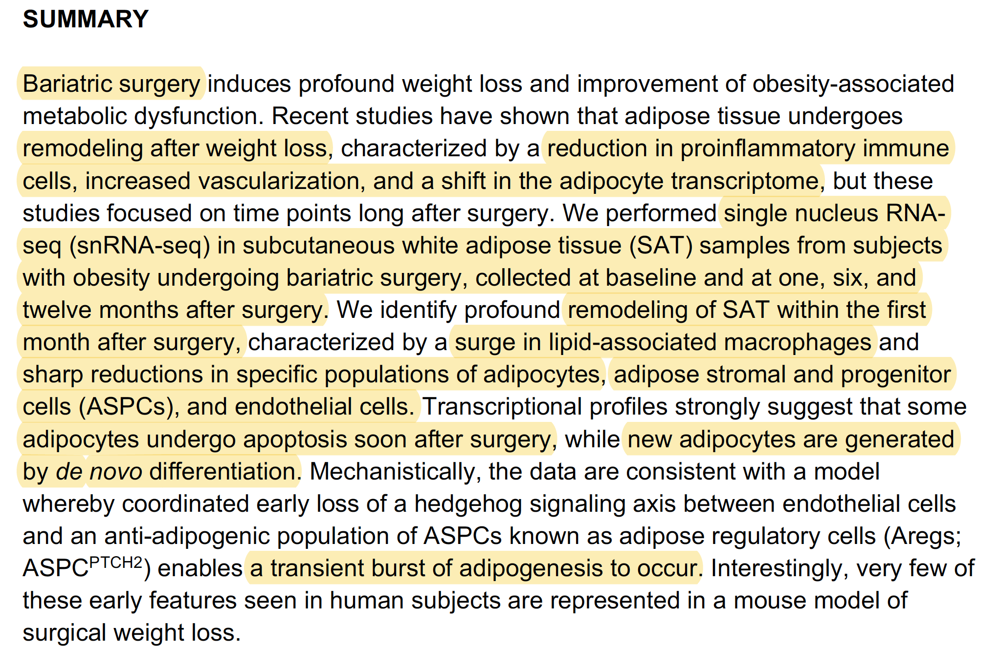 SUMMARY
Bariatric surgery induces profound weight loss and improvement of obesity-associated
metabolic dysfunction. Recent studies have shown that adipose tissue undergoes
remodeling after weight loss, characterized by a reduction in proinflammatory immune
cells, increased vascularization, and a shift in the adipocyte transcriptome, but these
studies focused on time points long after surgery. We performed single nucleus RNA-
seq (snRNA-seq) in subcutaneous white adipose tissue (SAT) samples from subjects
with obesity undergoing bariatric surgery, collected at baseline and at one, six, and
twelve months after surgery. We identify profound remodeling of SAT within the first
month after surgery, characterized by a surge in lipid-associated macrophages and
sharp reductions in specific populations of adipocytes, adipose stromal and progenitor
cells (ASPCs), and endothelial cells. Transcriptional profiles strongly suggest that some
adipocytes undergo apoptosis soon after surgery, while new adipocytes are generated
by de novo differentiation. Mechanistically, the data are consistent with a model
whereby coordinated early loss of a hedgehog signaling axis between endothelial cells
and an anti-adipogenic population of ASPCs known as adipose regulatory cells (Aregs;
ASPCPTCH2) enables a transient burst of adipogenesis to occur. Interestingly, very few of
these early features seen in human subjects are represented in a mouse model of
surgical weight loss.